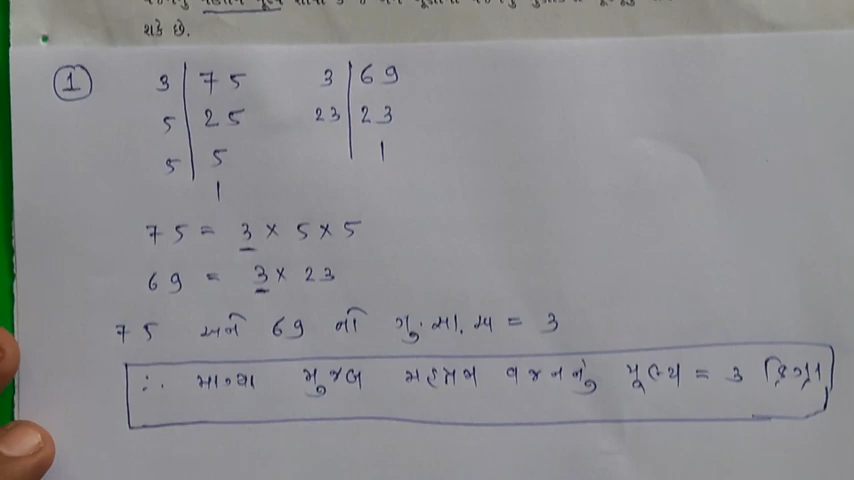 શકે છે.
1
3 | 75 3 | 69
5 | 25 23 | 23
5 | 5 1
1
75 = 3 × 5 × 5
69 = 3 × 23
75 અને 69 નો ગુ.સા.અ = 3
∴ માપવા મુજબ મહત્તમ વજનનું મૂલ્ય = 3 કિગ્રા